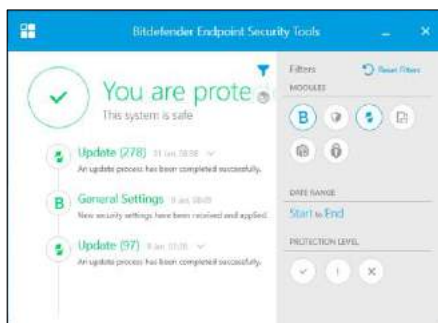 Bitdefender Endpoint Security Tools
You are prote
This system is safe
Update (278)
An update process has been completed successfully.
B General Settings
New security settings have been received and applied.
Update (97)
An update process has been completed successfully.
Filters
Reset Filters
MODULES
B
DATE RANGE
Start to End
PROTECTION LEVEL